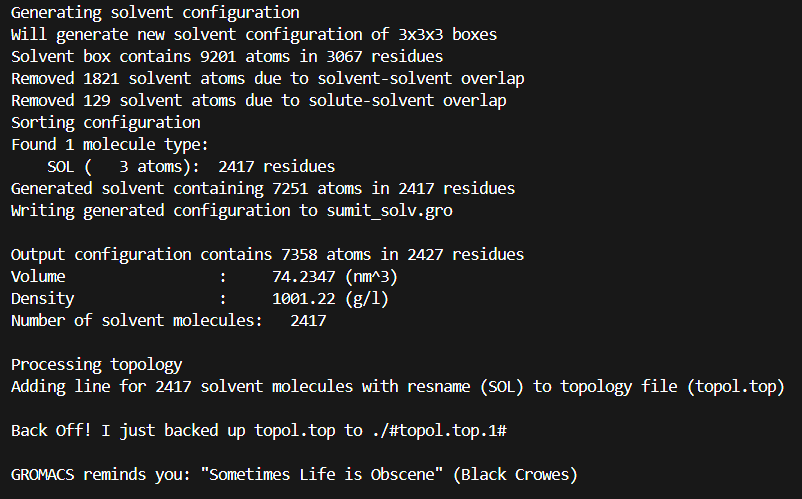 Generating solvent configuration
Will generate new solvent configuration of 3x3x3 boxes
Solvent box contains 9201 atoms in 3067 residues
Removed 1821 solvent atoms due to solvent-solvent overlap
Removed 129 solvent atoms due to solute-solvent overlap
Sorting configuration
Found 1 molecule type:
    SOL (   3 atoms):  2417 residues
Generated solvent containing 7251 atoms in 2417 residues
Writing generated configuration to sumit_solv.gro

Output configuration contains 7358 atoms in 2427 residues
Volume                 :     74.2347 (nm^3)
Density                :     1001.22 (g/l)
Number of solvent molecules:   2417

Processing topology
Adding line for 2417 solvent molecules with resname (SOL) to topology file (topol.top)

Back Off! I just backed up topol.top to ./#topol.top.1#

GROMACS reminds you: "Sometimes Life is Obscene" (Black Crowes)